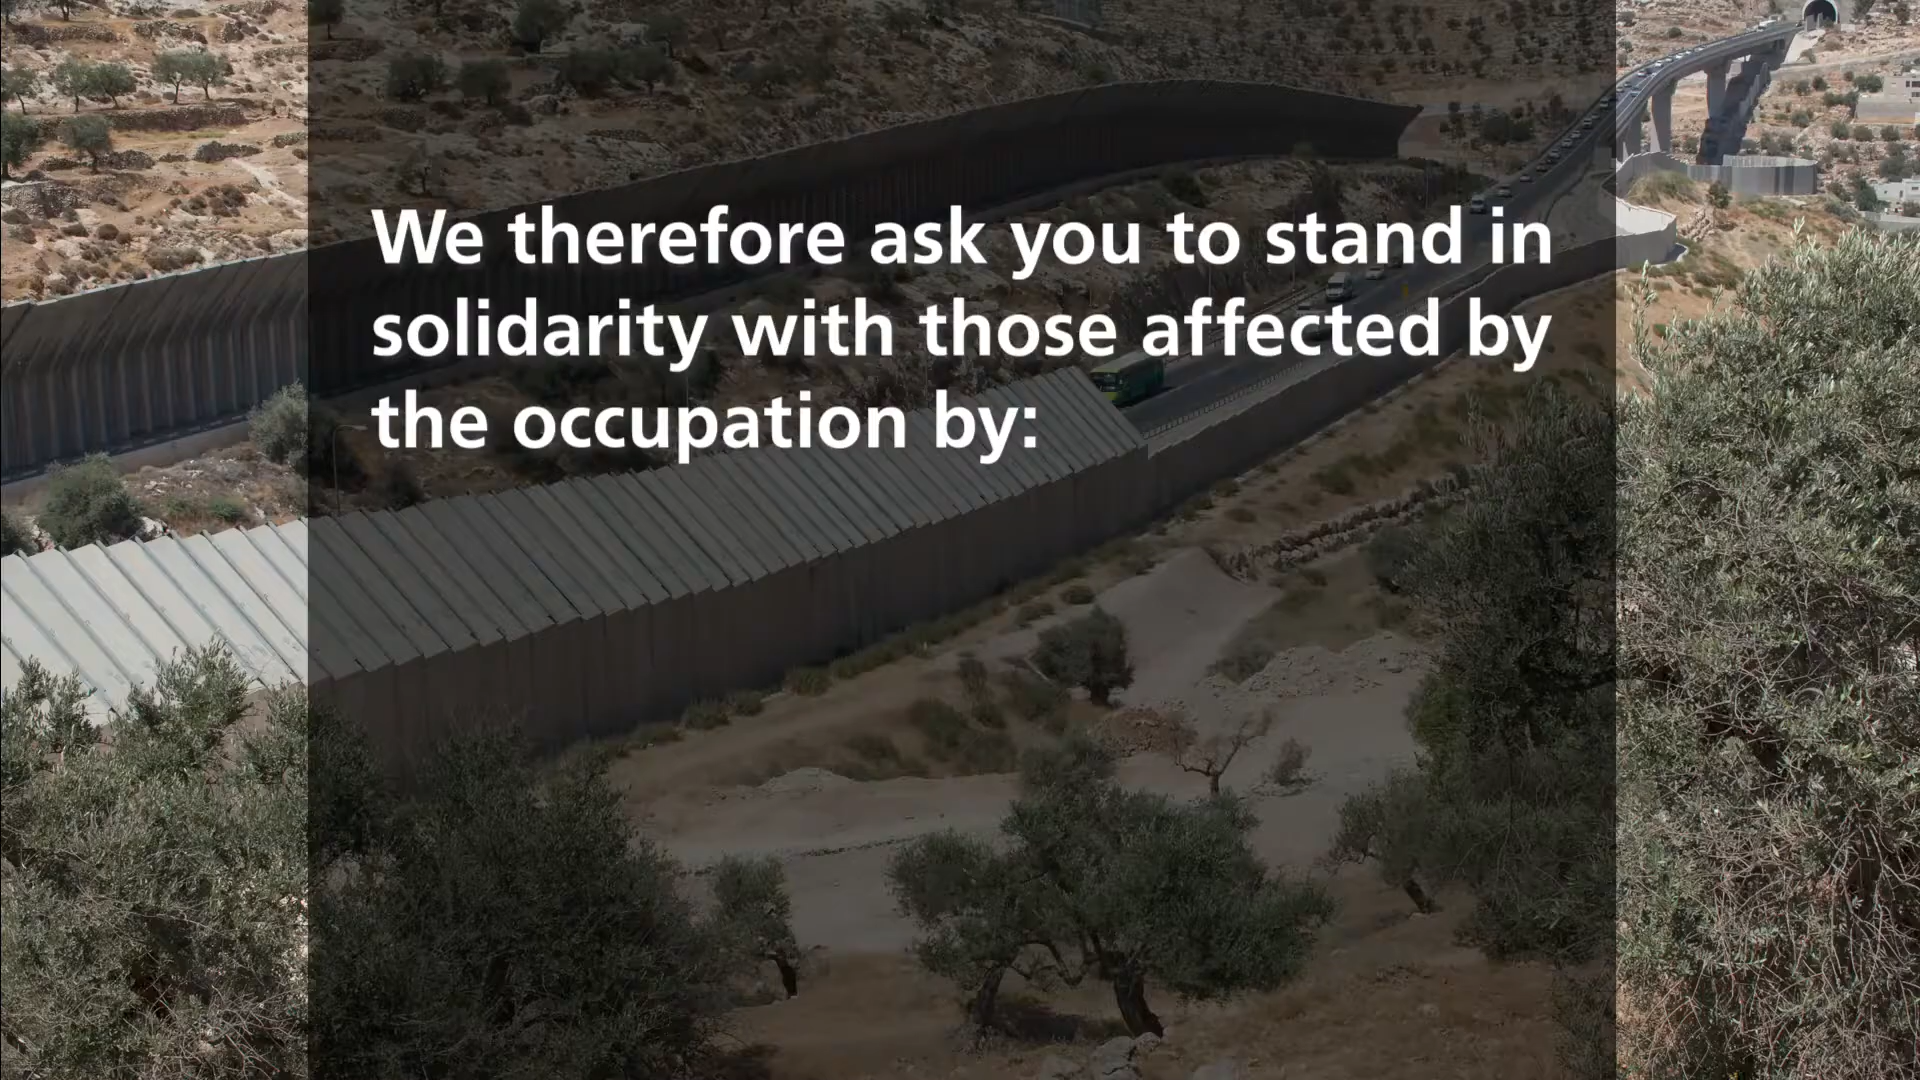 We therefore ask you to stand in
solidarity with those affected by
the occupation by: